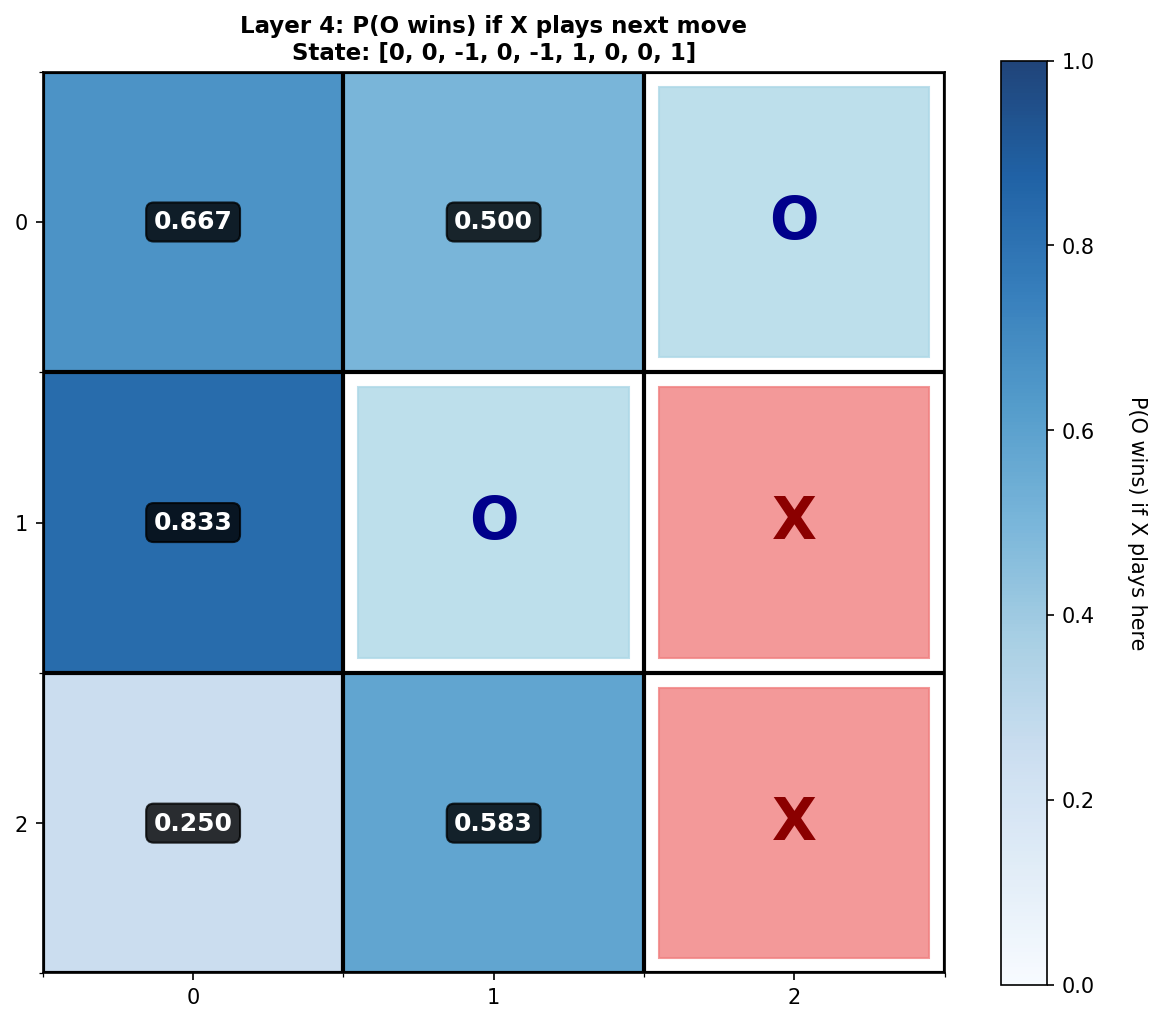 Layer 4: P(O wins) if X plays next move
State: [0, 0, -1, 0, -1, 1, 0, 0, 1]
0
0.667
0.500
O
1
0.833
O
X
2
0.250
0.583
X
0
1
2
1.0
0.8
0.6
0.4
0.2
0.0
P(O wins) if X plays here